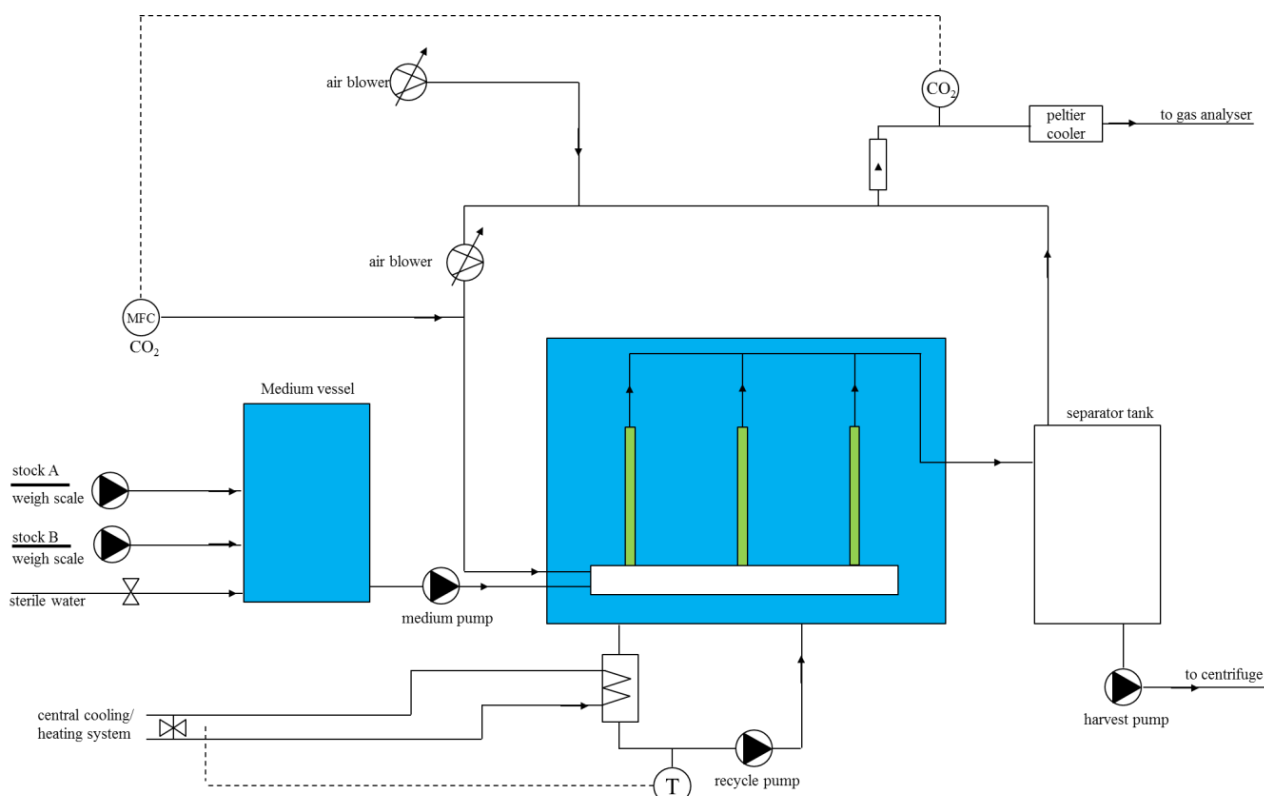 air blower
CO2
peltier
cooler
to gas analyser
air blower
MFC
CO2
Medium vessel
separator tank
stock A
weigh scale
stock B
weigh scale
sterile water
medium pump
to centrifuge
harvest pump
central cooling/
heating system
T
recycle pump